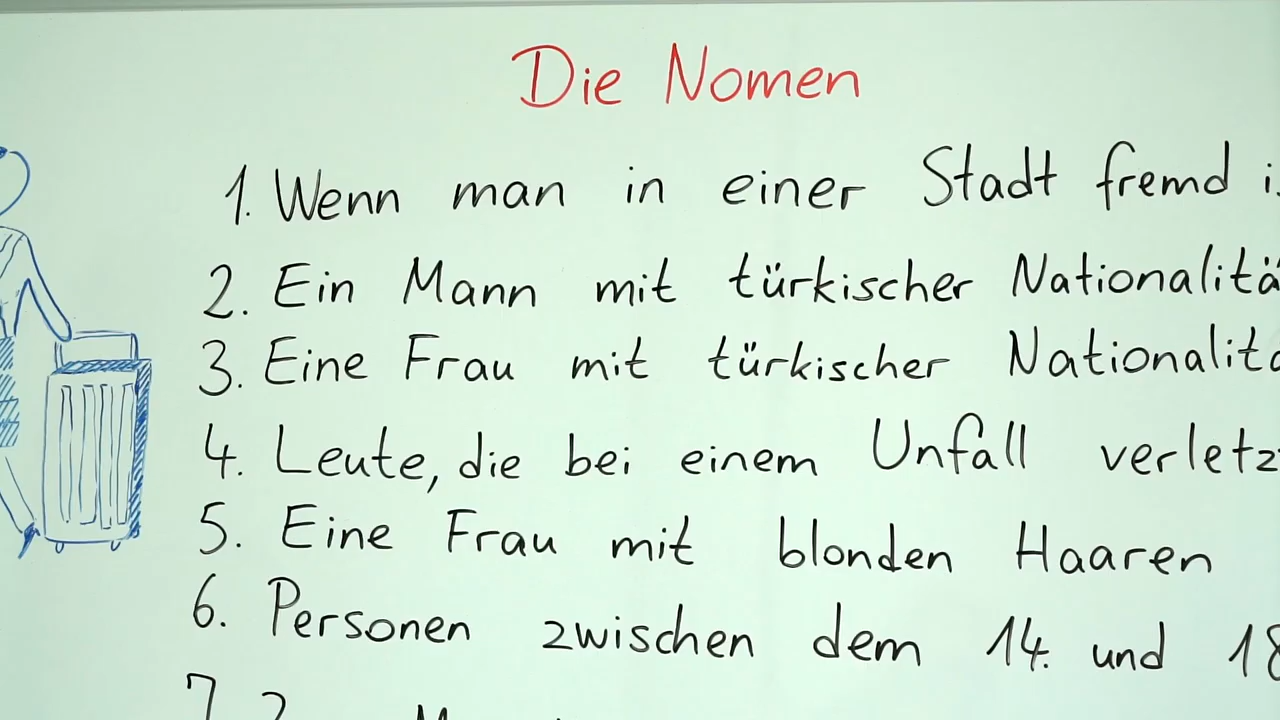 Die Nomen
1. Wenn man in einer Stadt fremd
2. Ein Mann mit türkischer
3. Eine Frau mit türkischer
4. Leute, die bei einem Unfall
5. Eine Frau mit blonden Haaren
6. Personen zwischen dem 14. und
7.